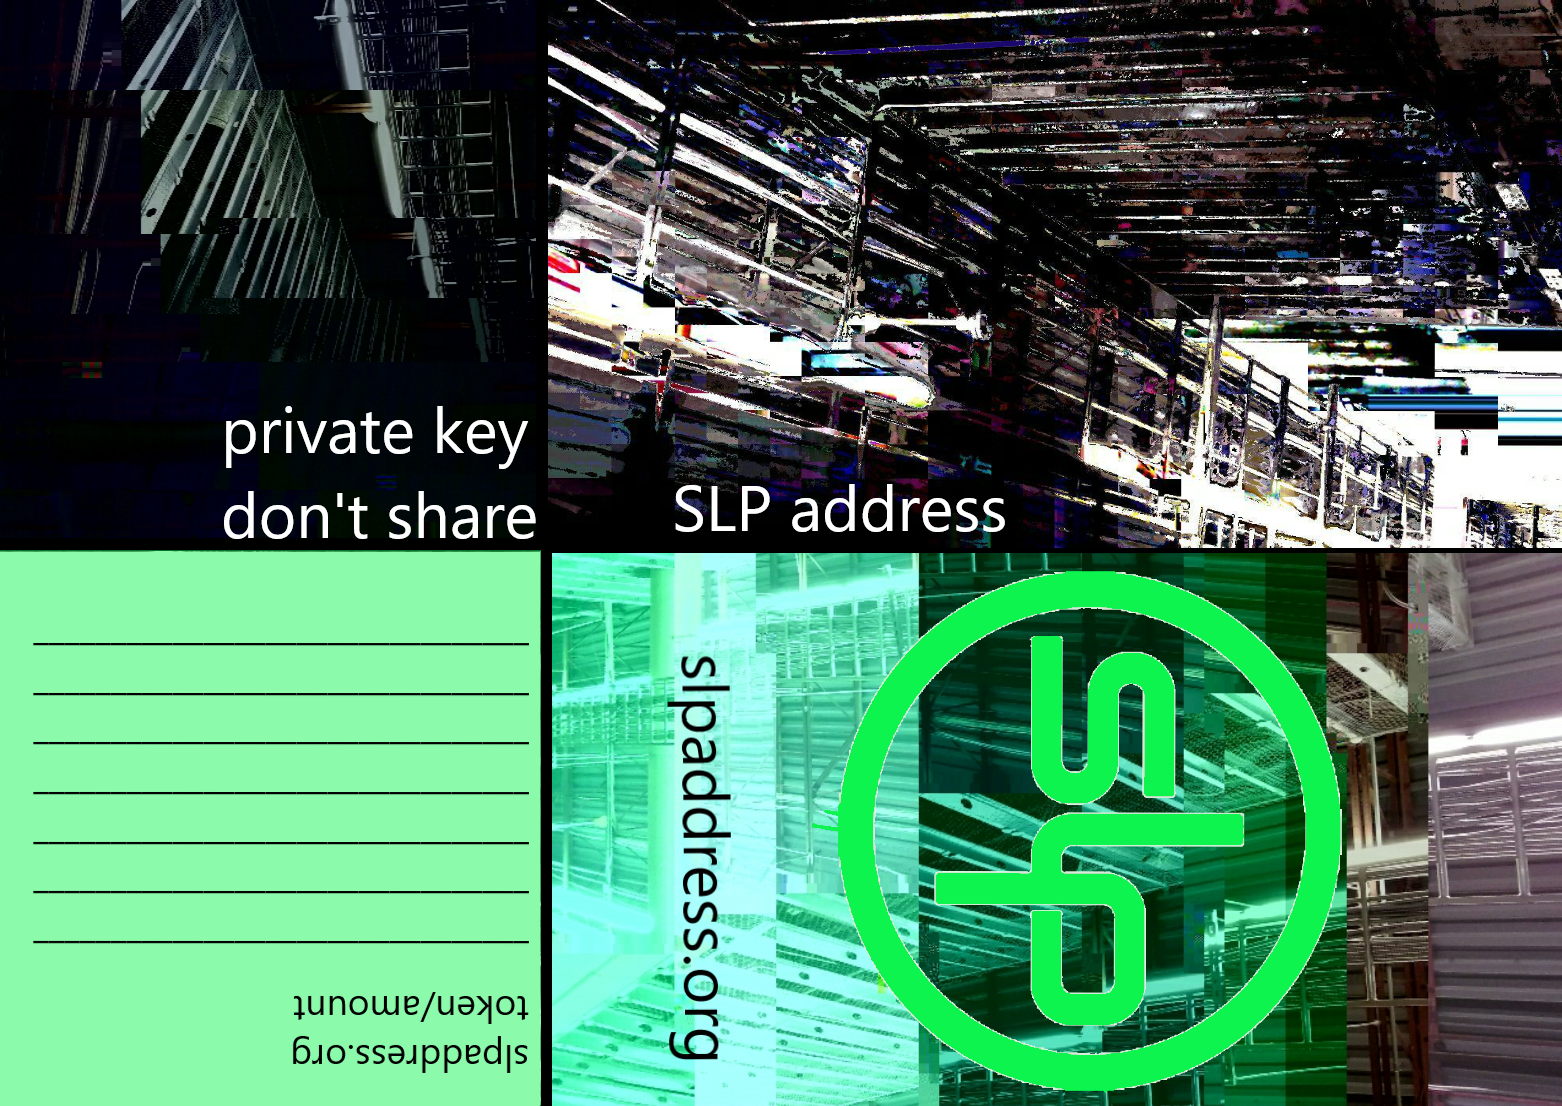 private key
don't share
SLP address
slpaddress.org
token/amount
slpaddress.org
slp